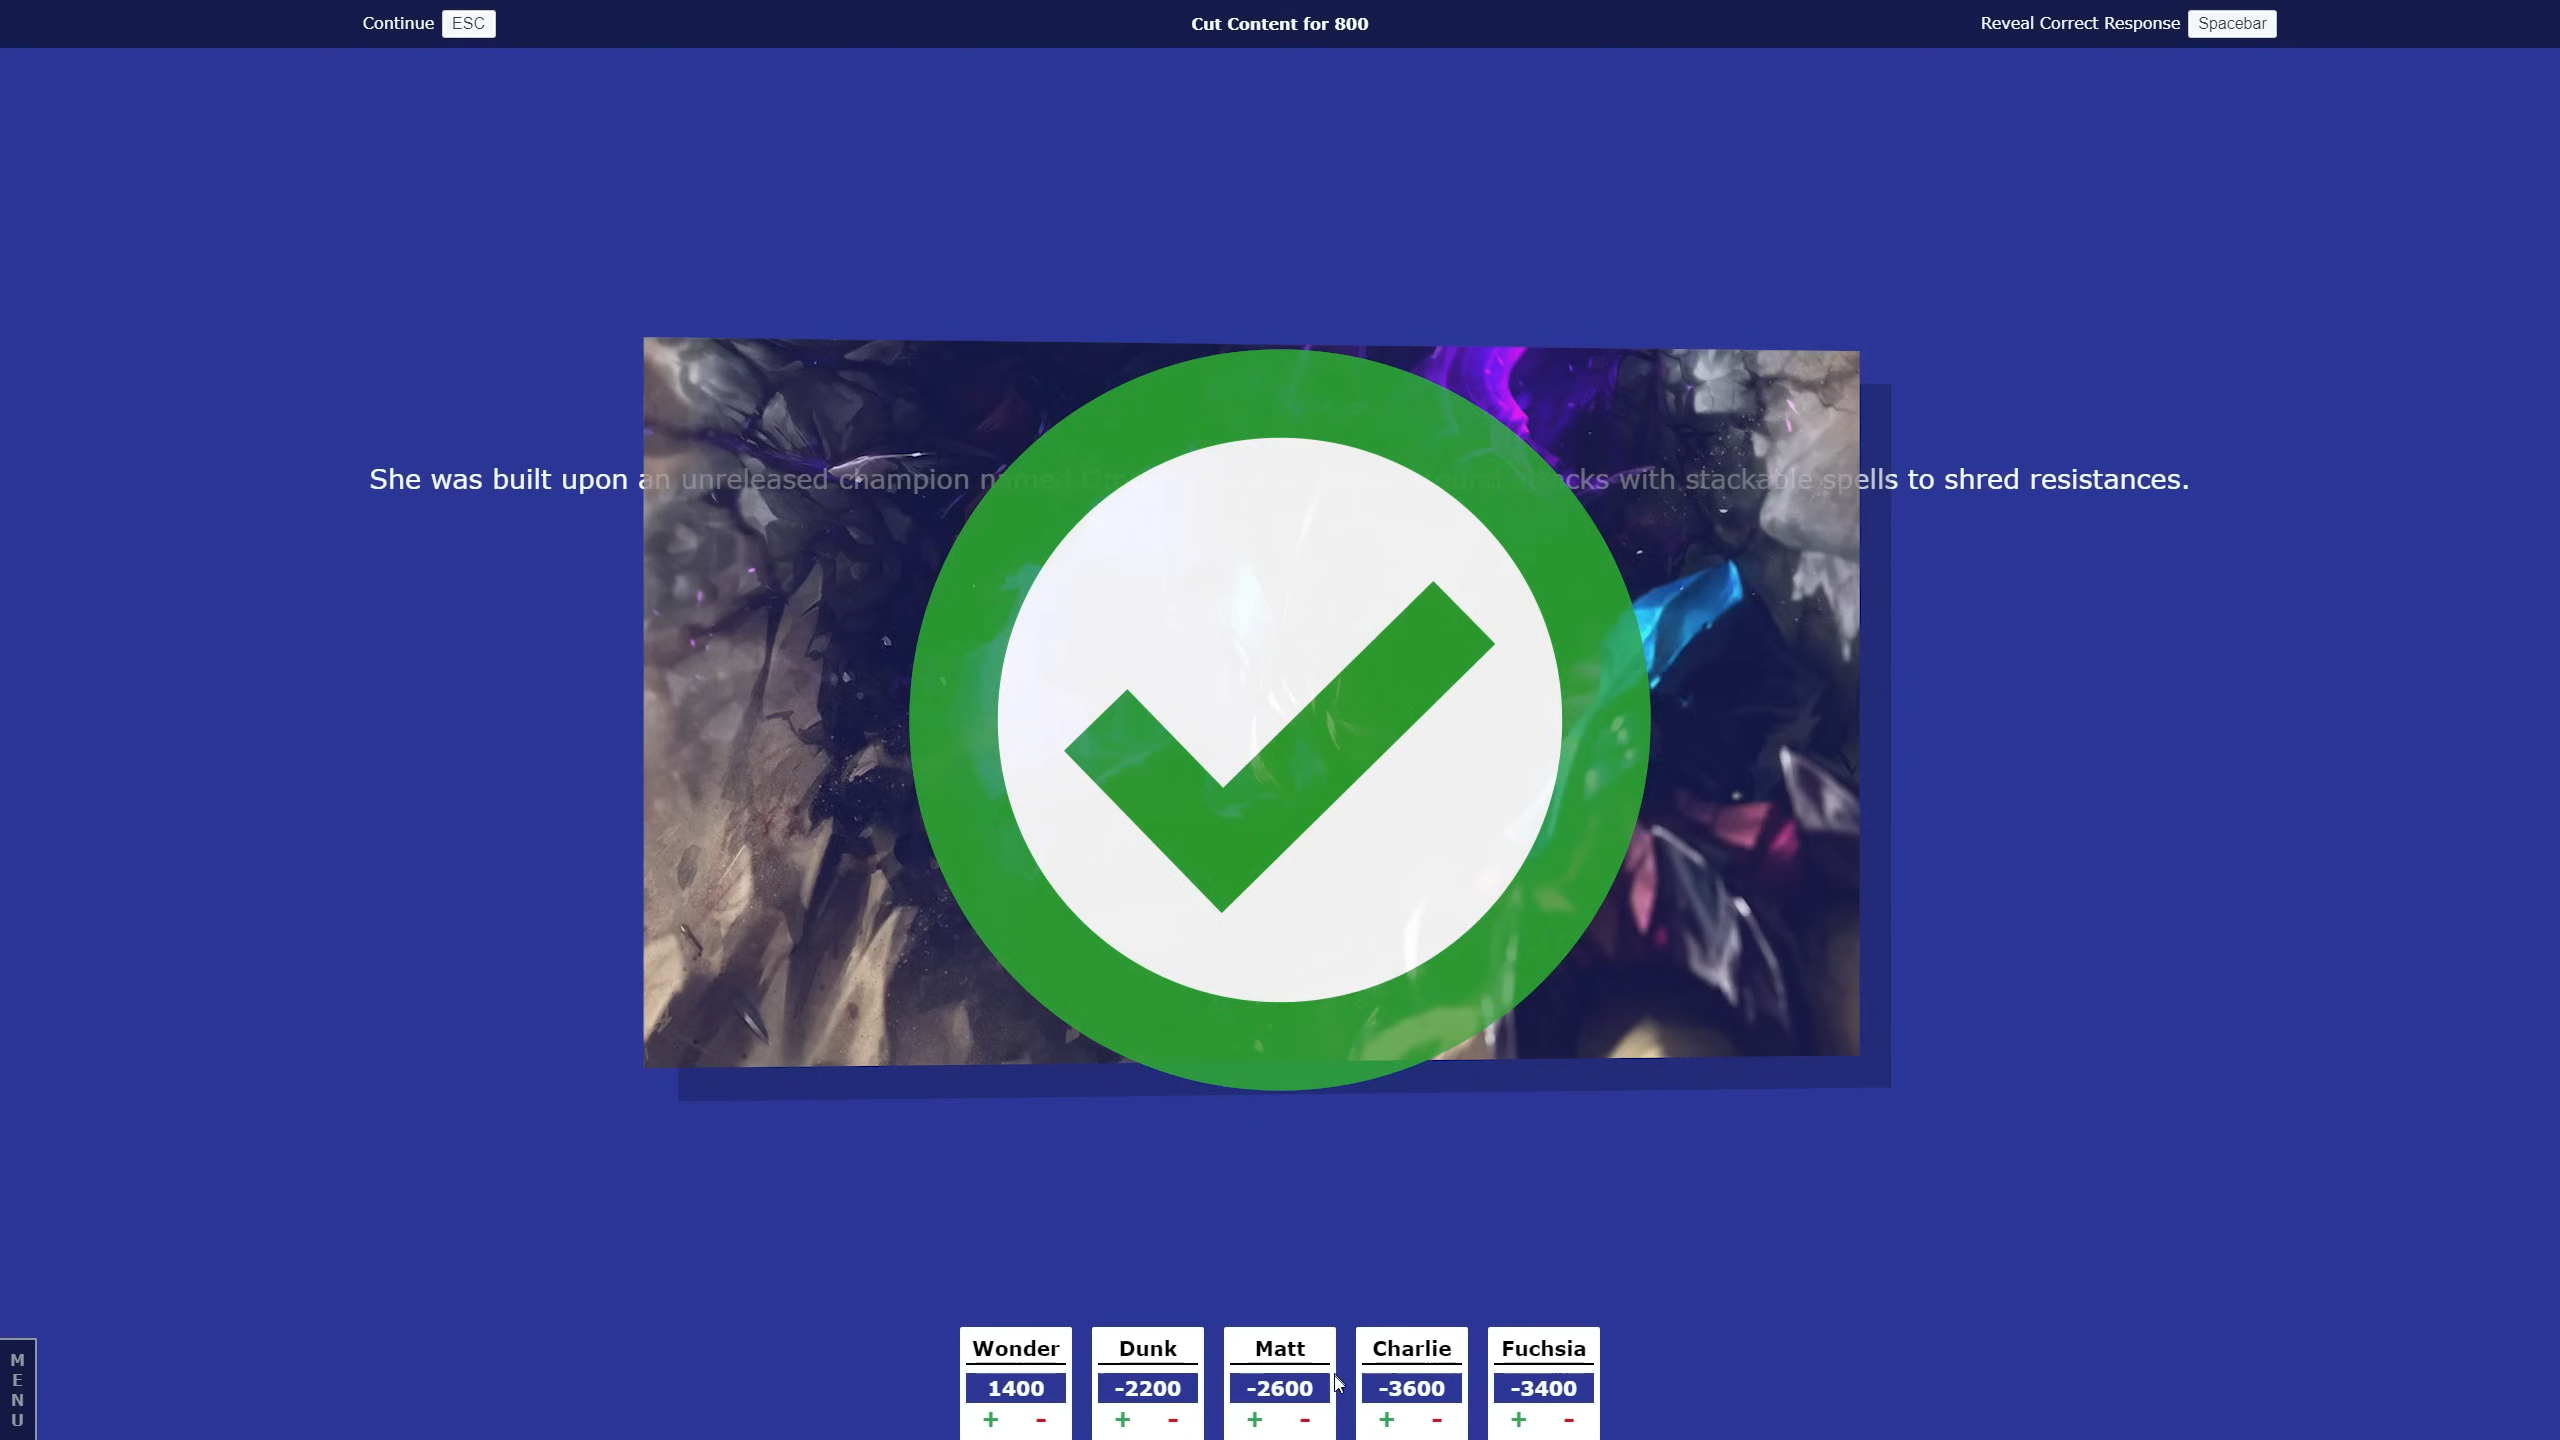 Continue ESC
Cut Content for 800
Reveal Correct Response Spacebar
She was built upon an unreleased champion named with stackable spells to shred resistances.
Wonder Dunk Matt Charlie Fuchsia
1400 -2200 -2600 -3600 -3400
+ - + - + - + - + -
MENU